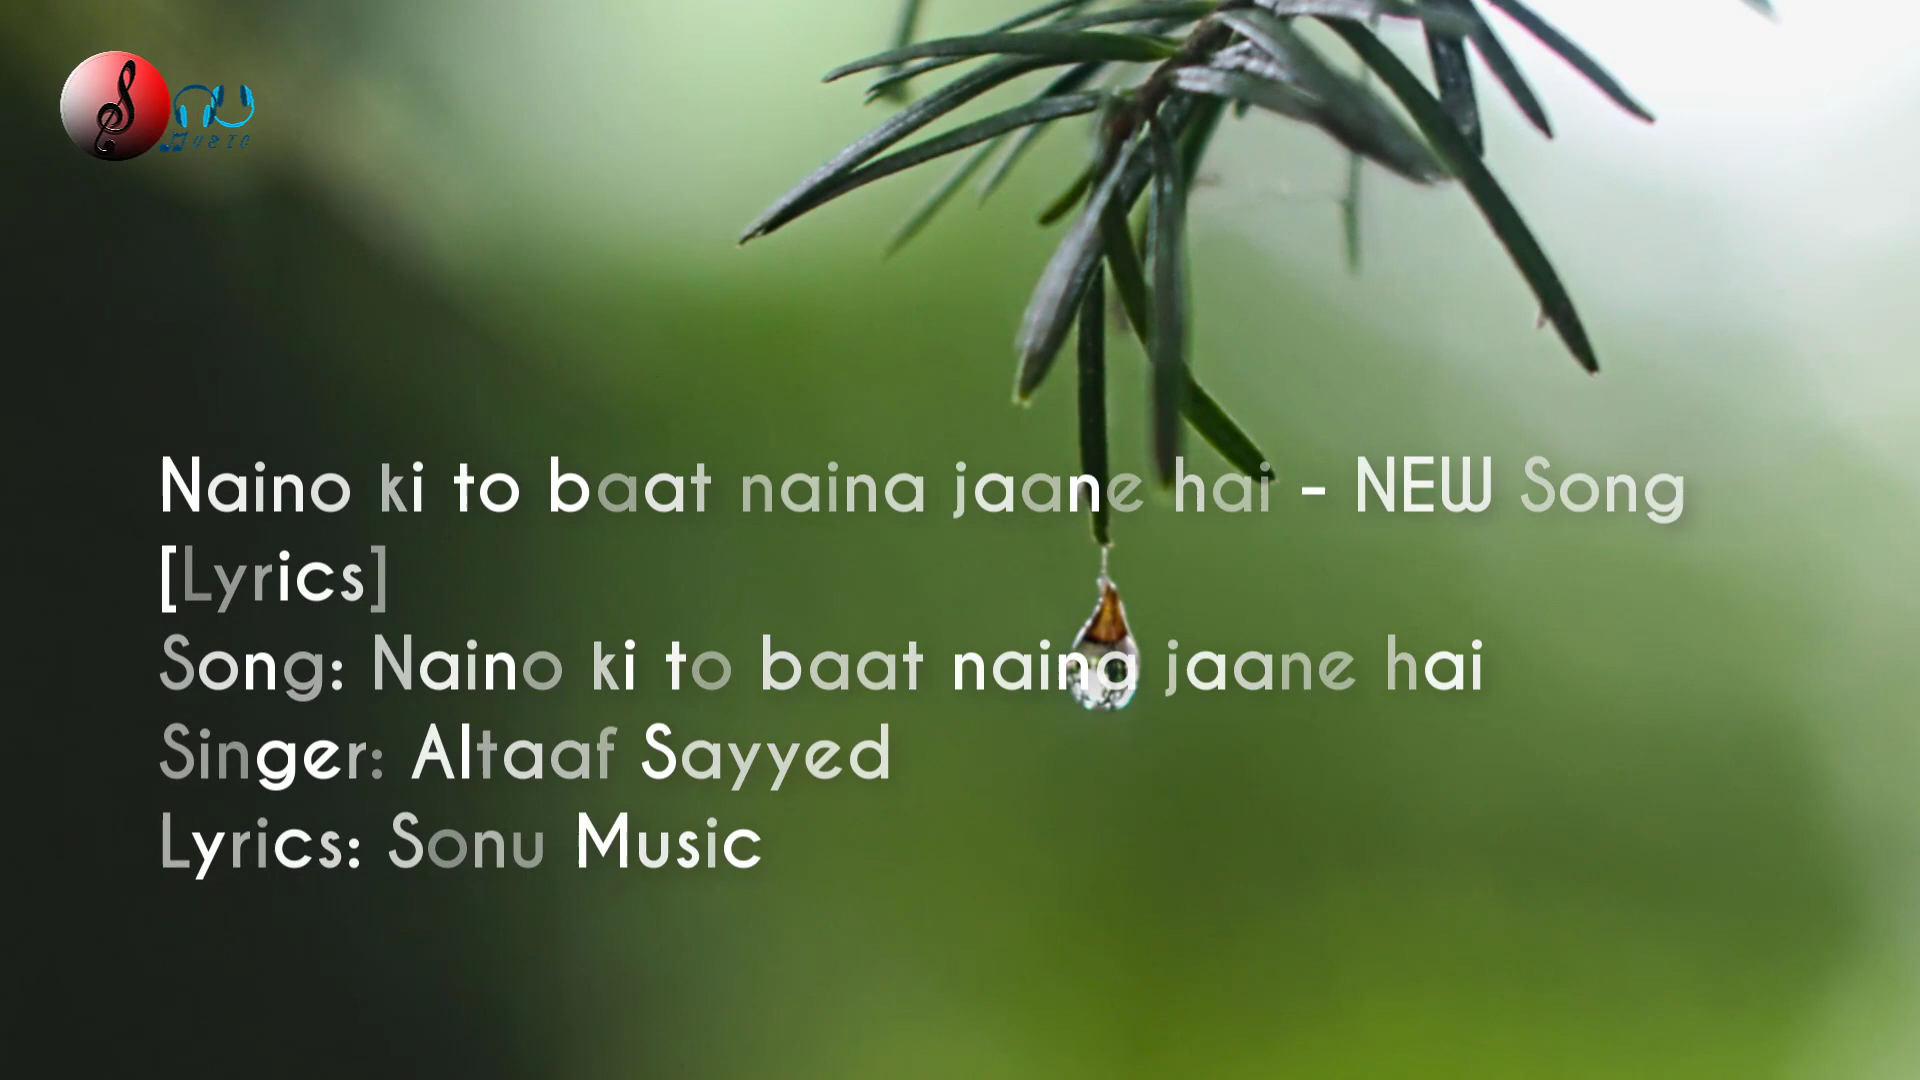 Music
Naino ki to baat naina jaane hai - NEW Song
[Lyrics]
Song: Naino ki to baat naina jaane hai
Singer: Altaaf Sayyed
Lyrics: Sonu Music